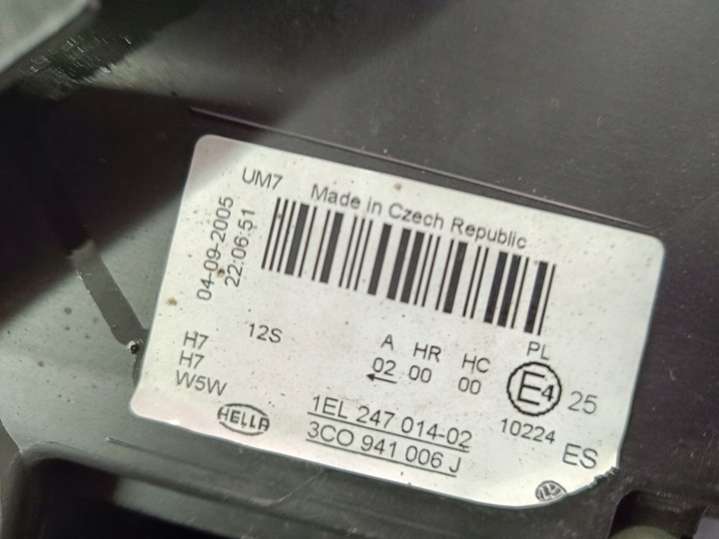 UM7
Made in Czech Republic
04-09-2005
22:06:51
12S
H7
H7
W5W
A HR HC PL
02 00 00
E4 25
10224 ES
HELLA
1EL 247 014-02
3CO 941 006 J